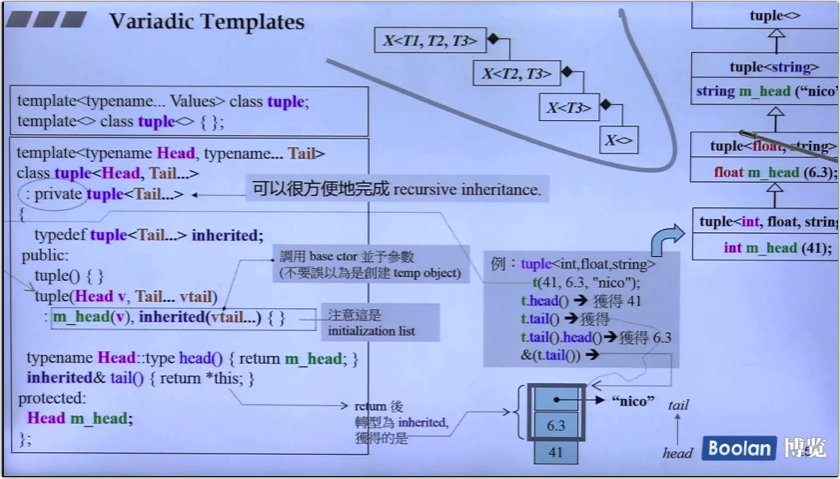 Variadic Templates
X<T1, T2, T3>
X<T2, T3>
X<T3>
X<>
tuple<>
tuple<string>
string m_head ("nico"
tuple<float, string>
float m_head (6.3);
tuple<int, float, string
int m_head (41);
template<typename... Values> class tuple;
template<> class tuple<> { };
template<typename Head, typename... Tail>
class tuple<Head, Tail...>
: private tuple<Tail...>
可以很方便地完成 recursive inheritance.
{
typedef tuple<Tail...> inherited;
public:
tuple() { }
tuple(Head v, Tail... vtail)
: m_head(v), inherited(vtail...) { }
調用 base ctor 並予參數
(不要誤以為是創建 temp object)
注意這是
initialization list
typename Head::type head() { return m_head; }
inherited& tail() { return *this; }
protected:
Head m_head;
};
return 後
轉型為 inherited,
獲得的是
例：tuple<int,float,string>
t(41, 6.3, "nico");
t.head() → 獲得 41
t.tail() → 獲得
t.tail().head() → 獲得 6.3
&(t.tail()) →
"nico"
6.3
41
tail
head
Boolan 博览